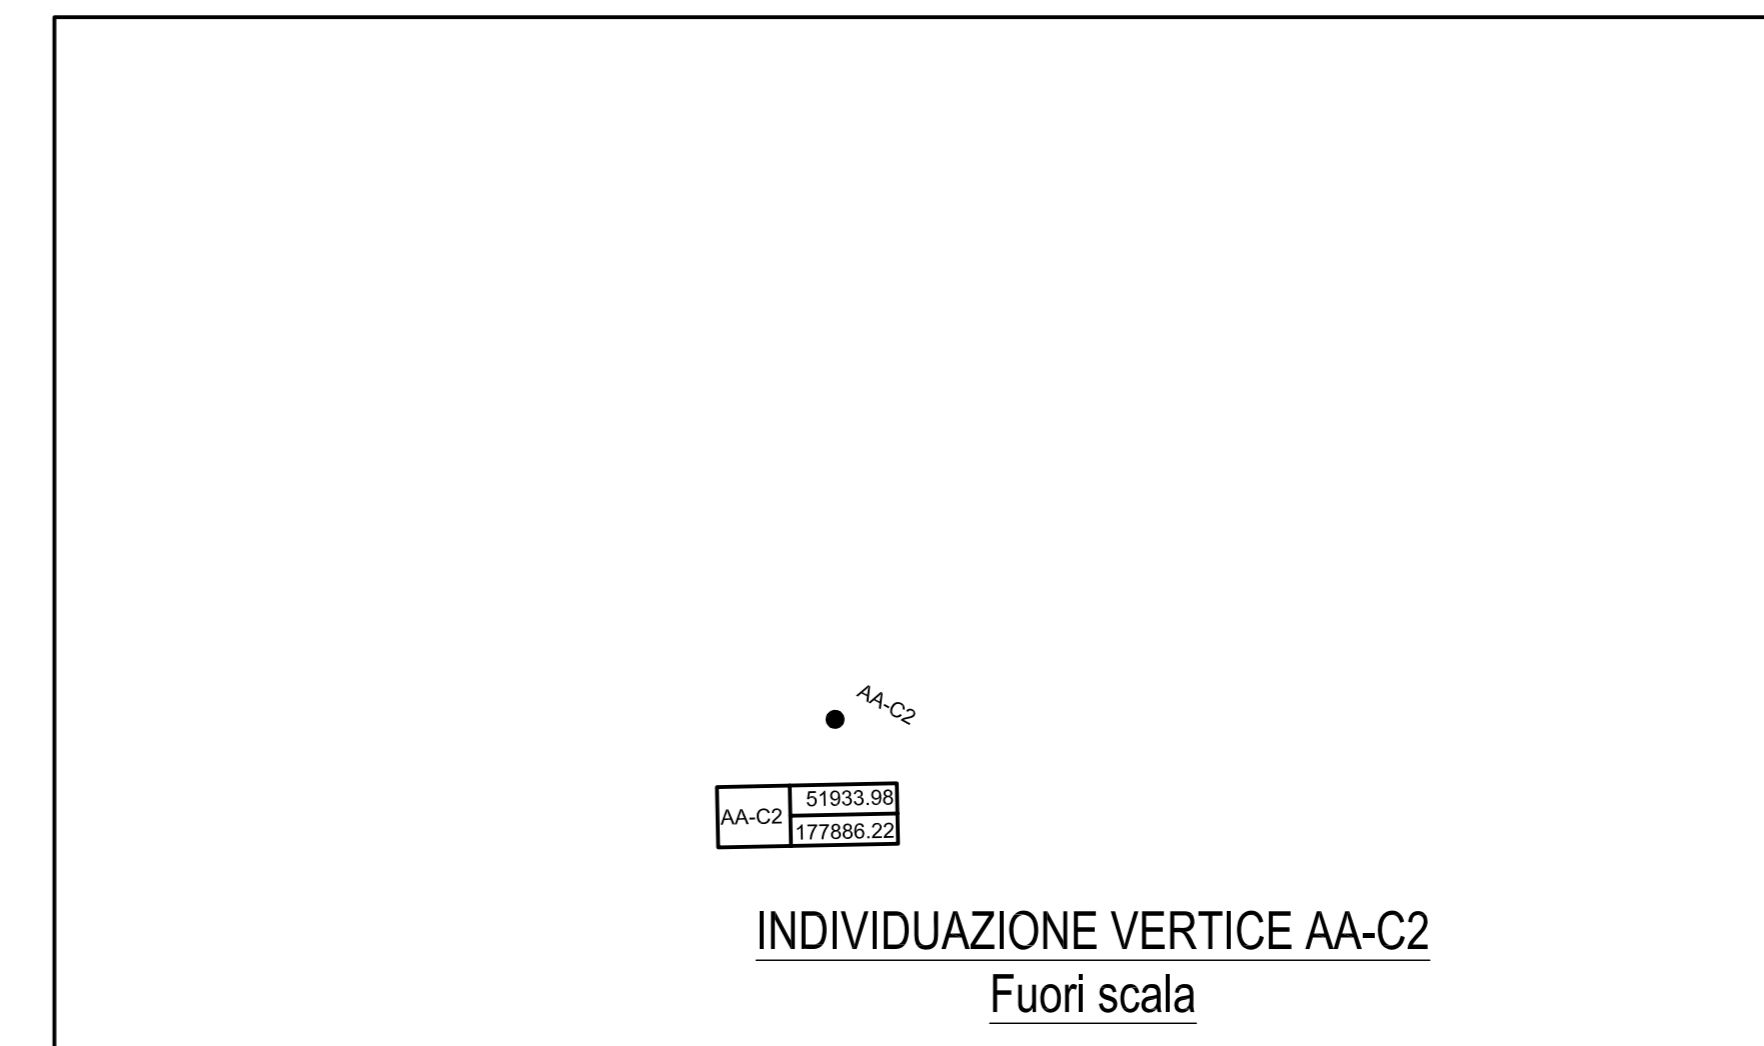 AA-C2
AA-C2
51933.98
177886.22
INDIVIDUAZIONE VERTICE AA-C2
Fuori scala